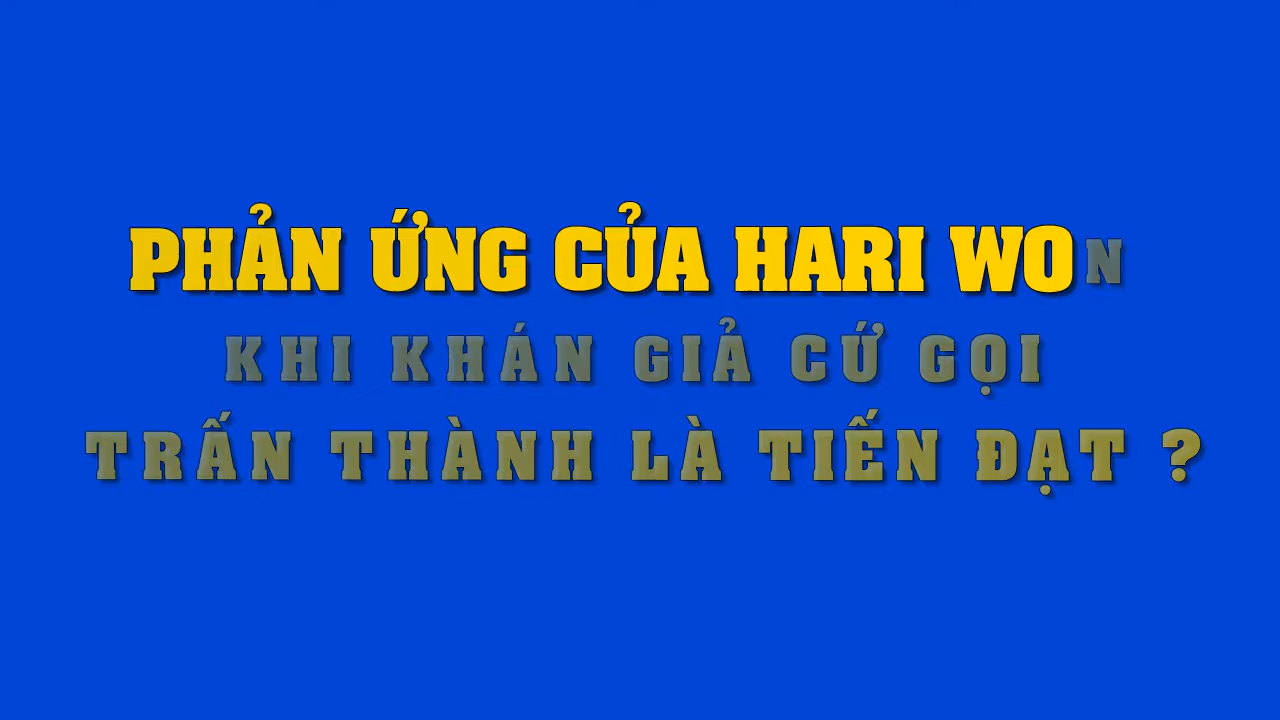 PHẢN ỨNG CỦA HARI WON
KHI KHÁN GIẢ CỨ GỌI
TRẤN THÀNH LÀ TIẾN ĐẠT ?